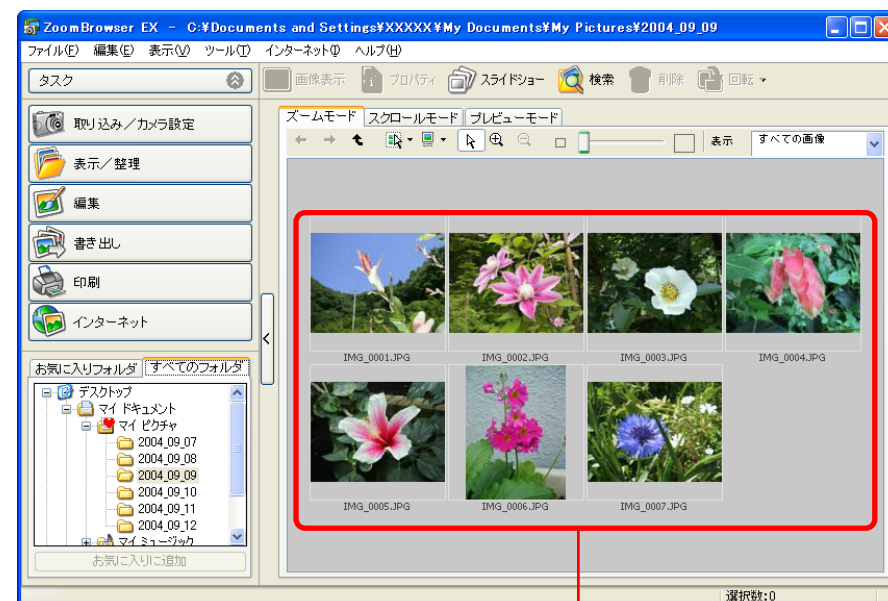 ZoomBrowser EX - C:¥Documents and Settings¥XXXXX¥My Documents¥My Pictures¥2004_09_09
ファイル(F) 編集(E) 表示(V) ツール(T) インターネット(I) ヘルプ(H)
タスク
画像表示 プロパティ スライドショー 検索 削除 回転
取り込み／カメラ設定
表示／整理
編集
書き出し
印刷
インターネット
お気に入りフォルダ すべてのフォルダ
デスクトップ
マイ ドキュメント
マイ ピクチャ
2004_09_07
2004_09_08
2004_09_09
2004_09_10
2004_09_11
2004_09_12
マイ ミュージック
お気に入りに追加
ズームモード スクロールモード プレビューモード
表示 すべての画像
IMG_0001.JPG IMG_0002.JPG IMG_0003.JPG IMG_0004.JPG
IMG_0005.JPG IMG_0006.JPG IMG_0007.JPG
選択数:0